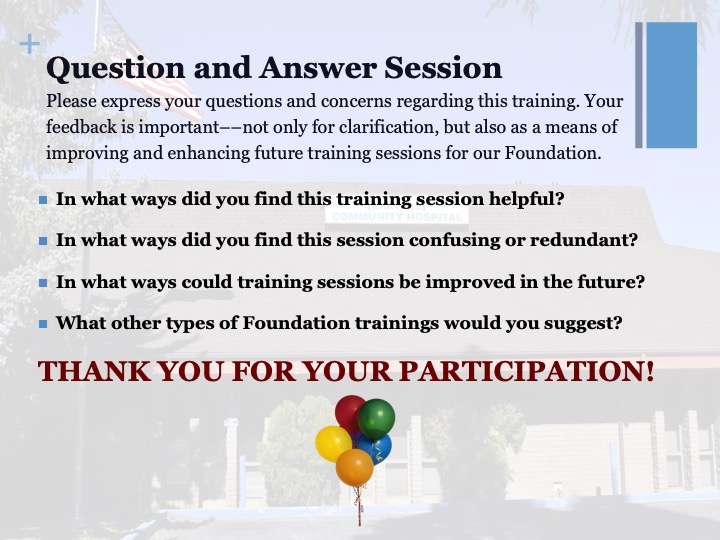 +
Question and Answer Session
Please express your questions and concerns regarding this training. Your
feedback is important––not only for clarification, but also as a means of
improving and enhancing future training sessions for our Foundation.
In what ways did you find this training session helpful?
COMMUNITY HOSPITAL
In what ways did you find this session confusing or redundant?
In what ways could training sessions be improved in the future?
What other types of Foundation trainings would you suggest?
THANK YOU FOR YOUR PARTICIPATION!